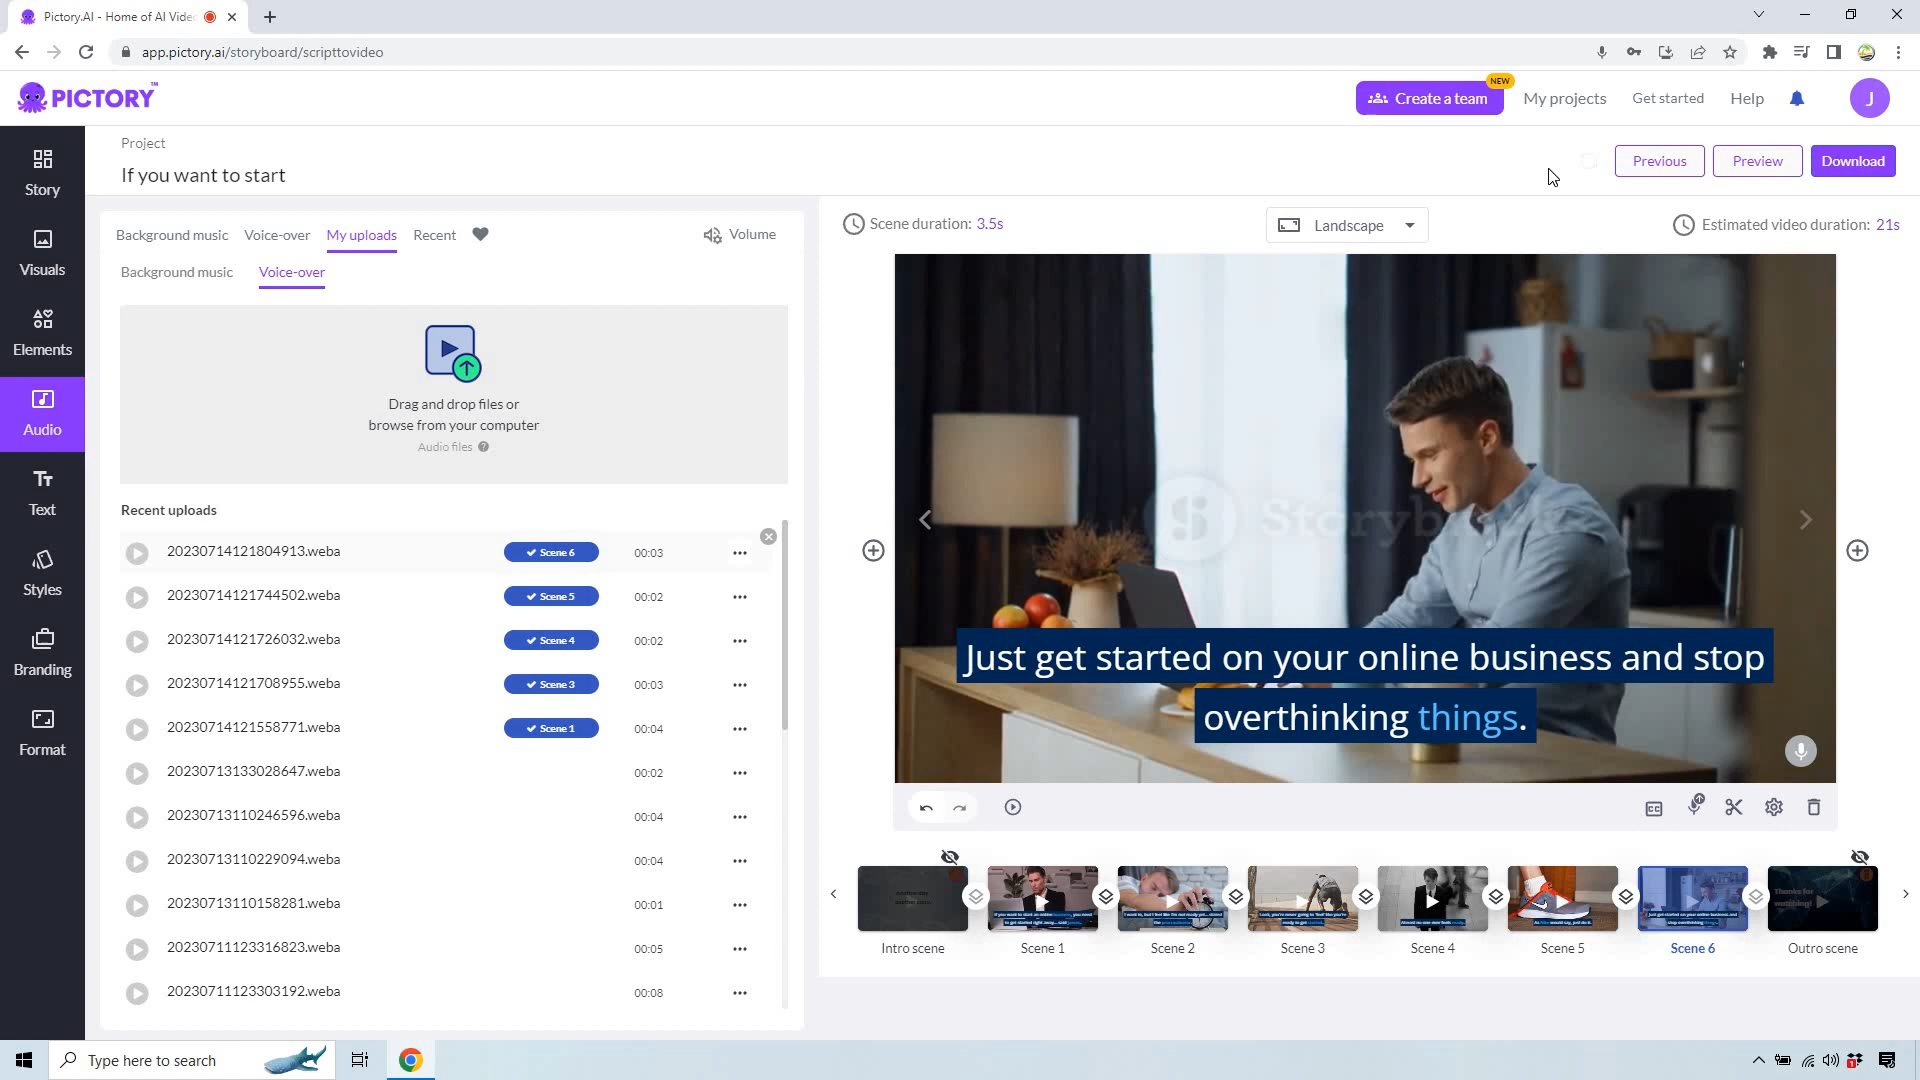 Pictory.AI - Home of AI Vide
app.pictory.ai/storyboard/scripttovideo
PICTORY
TM
Create a team
NEW
My projects
Get started
Help
J
Project
If you want to start
Previous
Preview
Download
Story
Visuals
Elements
Audio
Text
Styles
Branding
Format
Background music
Voice-over
My uploads
Recent
Volume
Background music
Voice-over
Drag and drop files or
browse from your computer
Audio files
?
Recent uploads
20230714121804913.weba
Scene 6
00:03
20230714121744502.weba
Scene 5
00:02
20230714121726032.weba
Scene 4
00:02
20230714121708955.weba
Scene 3
00:03
20230714121558771.weba
Scene 1
00:04
20230713133028647.weba
00:02
20230713110246596.weba
00:04
20230713110229094.weba
00:04
20230713110158281.weba
00:01
20230711123316823.weba
00:05
20230711123303192.weba
00:08
Scene duration: 3.5s
Landscape
Estimated video duration: 21s
Just get started on your online business and stop
overthinking things.
CC
Intro scene
Scene 1
Scene 2
Scene 3
Scene 4
Scene 5
Scene 6
Thanks for
watching!
Outro scene
Type here to search
1